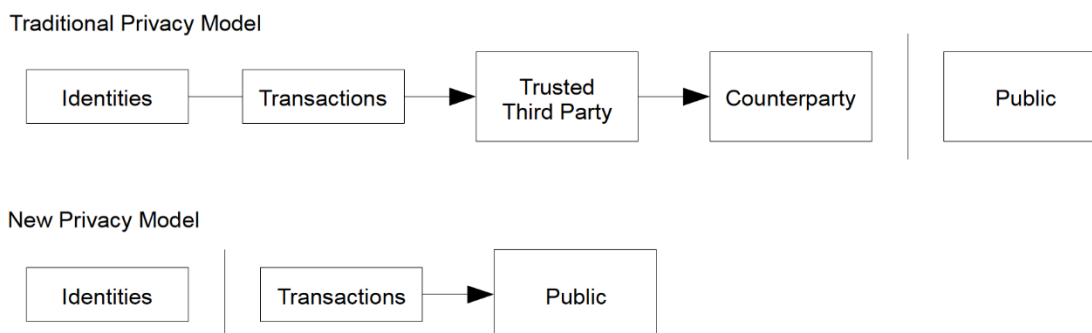 Traditional Privacy Model
Identities
Transactions
Trusted
Third Party
Counterparty
Public
New Privacy Model
Identities
Transactions
Public